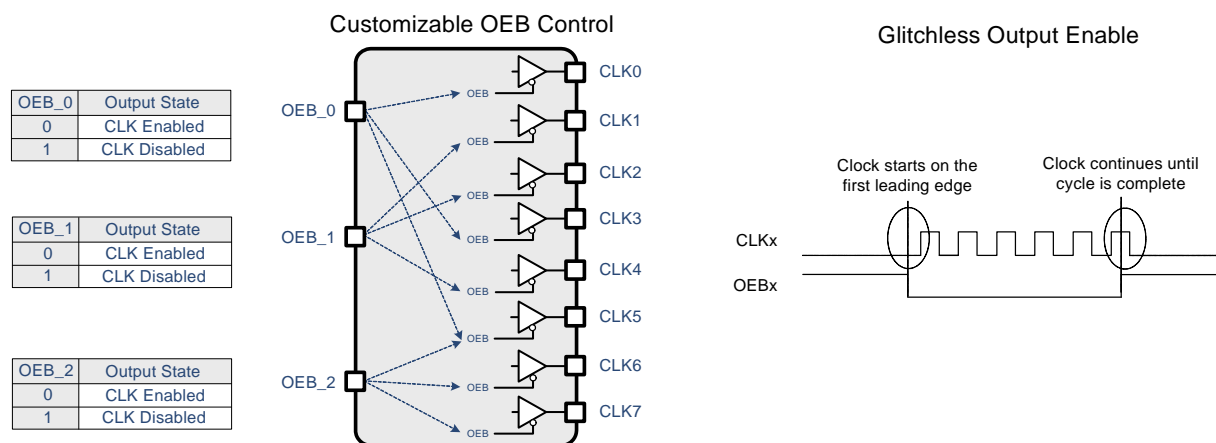 Customizable OEB Control
Glitchless Output Enable
OEB_0 Output State
0 CLK Enabled
1 CLK Disabled
OEB_1 Output State
0 CLK Enabled
1 CLK Disabled
OEB_2 Output State
0 CLK Enabled
1 CLK Disabled
OEB_0
OEB_1
OEB_2
OEB
OEB
OEB
OEB
OEB
OEB
OEB
OEB
CLK0
CLK1
CLK2
CLK3
CLK4
CLK5
CLK6
CLK7
Clock starts on the
first leading edge
Clock continues until
cycle is complete
CLKx
OEBx